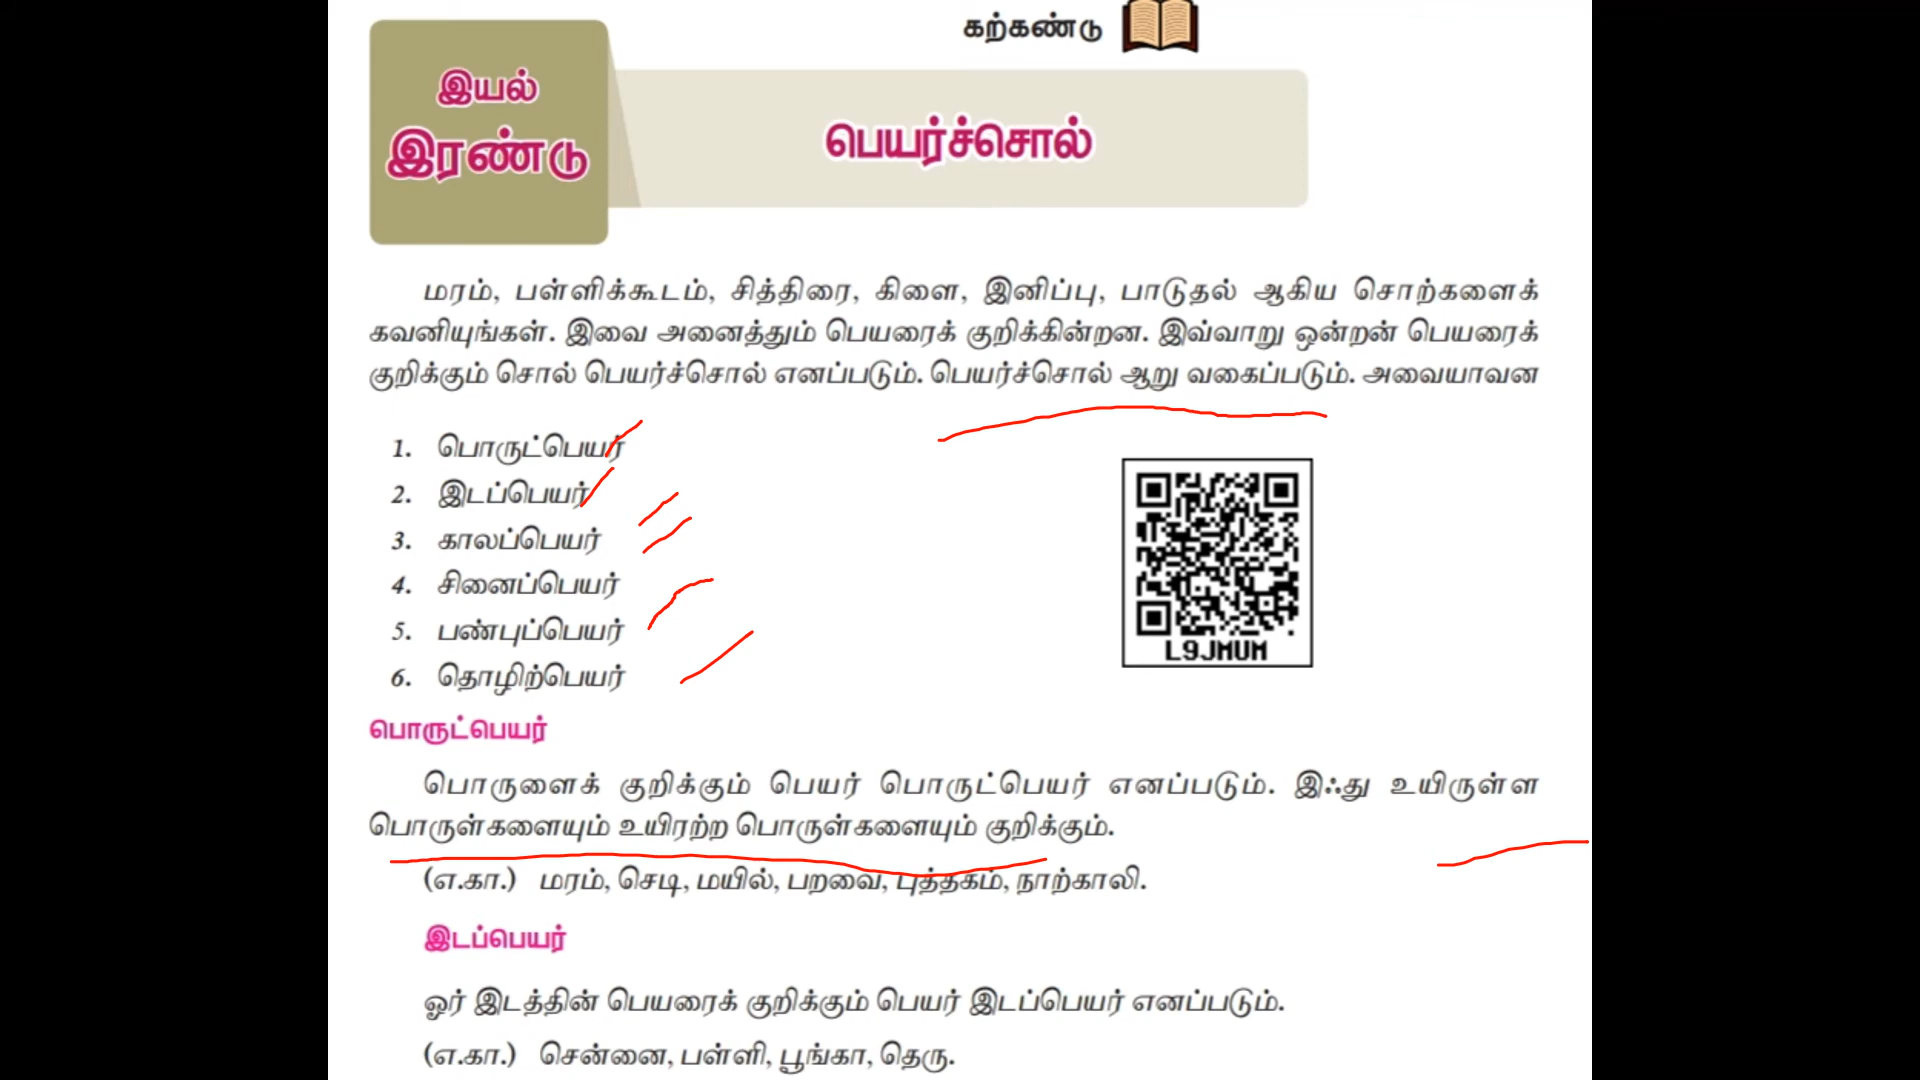 கற்கண்டு
இயல்
இரண்டு
பெயர்ச்சொல்
மரம், பள்ளிக்கூடம், சித்திரை, கிளை, இனிப்பு, பாடுதல் ஆகிய சொற்களைக்
கவனியுங்கள். இவை அனைத்தும் பெயரைக் குறிக்கின்றன. இவ்வாறு ஒன்றன் பெயரைக்
குறிக்கும் சொல் பெயர்ச்சொல் எனப்படும். பெயர்ச்சொல் ஆறு வகைப்படும். அவையாவன
1. பொருட்பெயர்
2. இடப்பெயர்
3. காலப்பெயர்
4. சினைப்பெயர்
5. பண்புப்பெயர்
6. தொழிற்பெயர்
L9JMUM
பொருட்பெயர்
பொருளைக் குறிக்கும் பெயர் பொருட்பெயர் எனப்படும். இஃது உயிருள்ள
பொருள்களையும் உயிரற்ற பொருள்களையும் குறிக்கும்.
(எ.கா.) மரம், செடி, மயில், பறவை, புத்தகம், நாற்காலி.
இடப்பெயர்
ஓர் இடத்தின் பெயரைக் குறிக்கும் பெயர் இடப்பெயர் எனப்படும்.
(எ.கா.) சென்னை, பள்ளி, பூங்கா, தெரு.